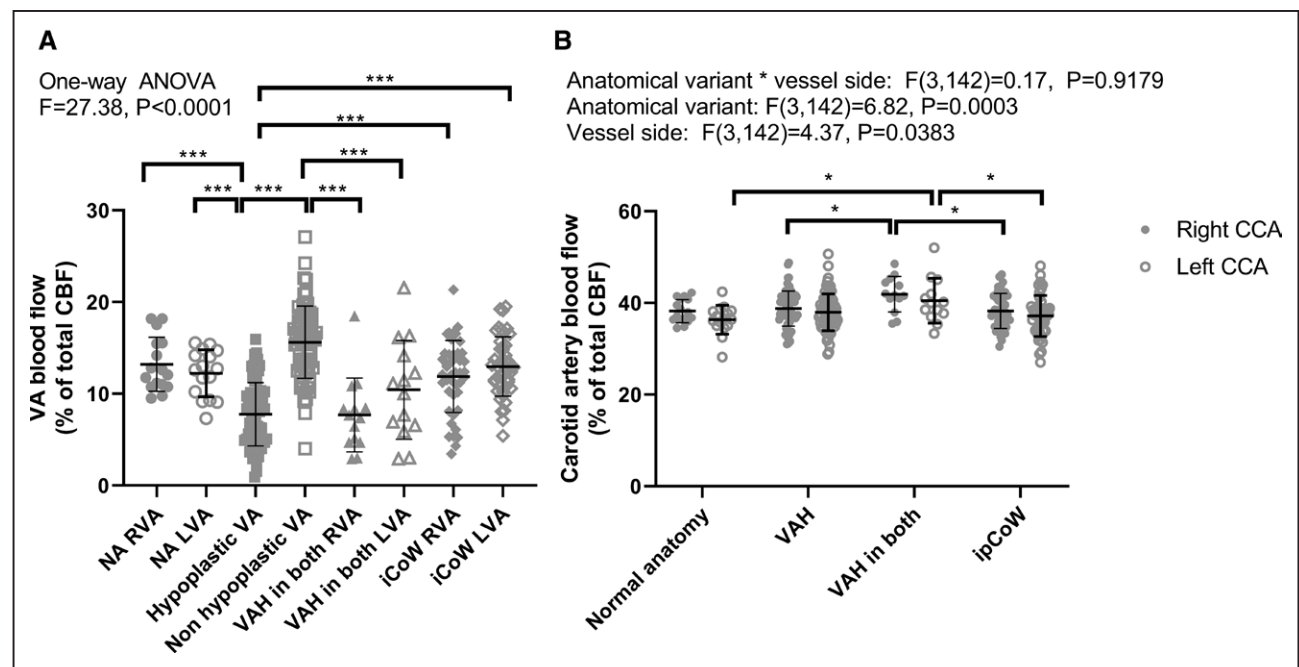 A
One-way ANOVA
F=27.38, P<0.0001
***
***
***
***
***
***
***
VA blood flow
(% of total CBF)
30
20
10
0
NA RVA
NA LVA
Hypoplastic VA
Non hypoplastic VA
VAH in both RVA
VAH in both LVA
iCoW RVA
iCoW LVA
B
Anatomical variant * vessel side: F(3,142)=0.17, P=0.9179
Anatomical variant: F(3,142)=6.82, P=0.0003
Vessel side: F(3,142)=4.37, P=0.0383
*
*
*
*
Carotid artery blood flow
(% of total CBF)
60
40
20
0
Normal anatomy
VAH
VAH in both
ipCoW
Right CCA
Left CCA